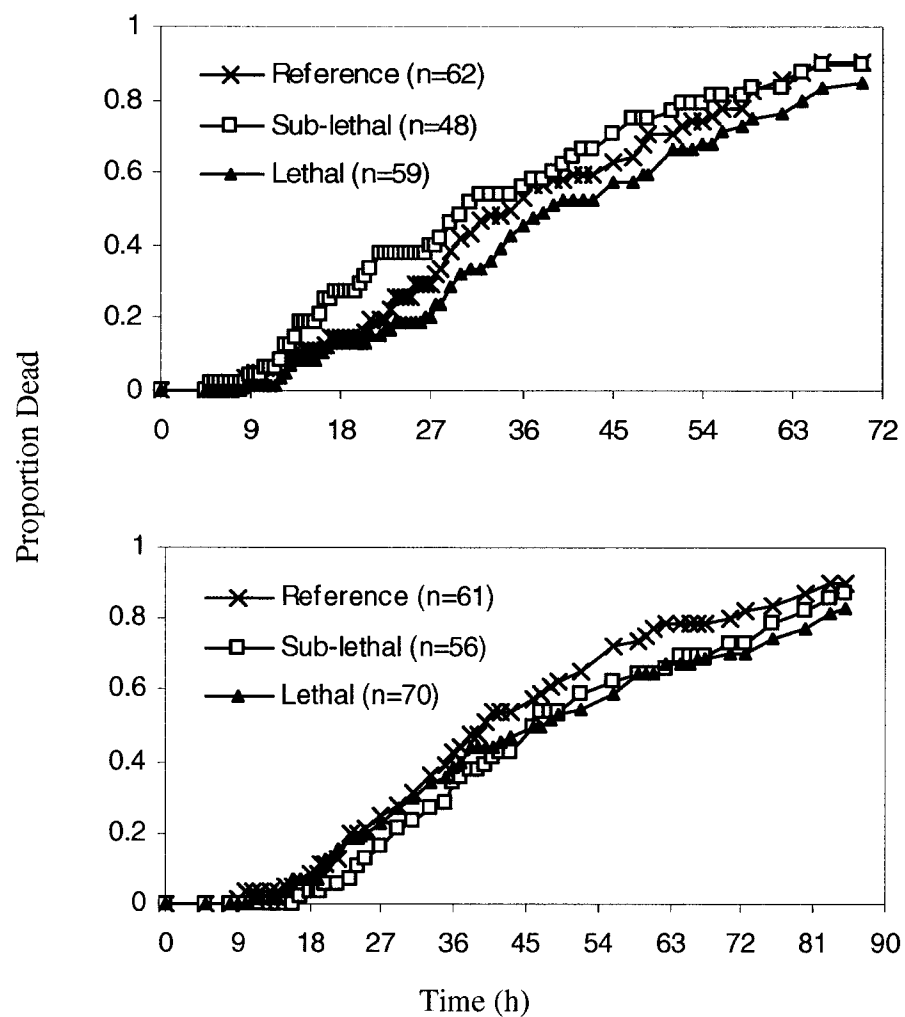 1
Reference (n=62)
0.8
Sub-lethal (n=48)
Lethal (n=59)
0.6
0.4
0.2
0
0 9 18 27 36 45 54 63 72
Proportion Dead
1
Reference (n=61)
0.8
Sub-lethal (n=56)
0.6
Lethal (n=70)
0.4
0.2
0
0 9 18 27 36 45 54 63 72 81 90
Time (h)